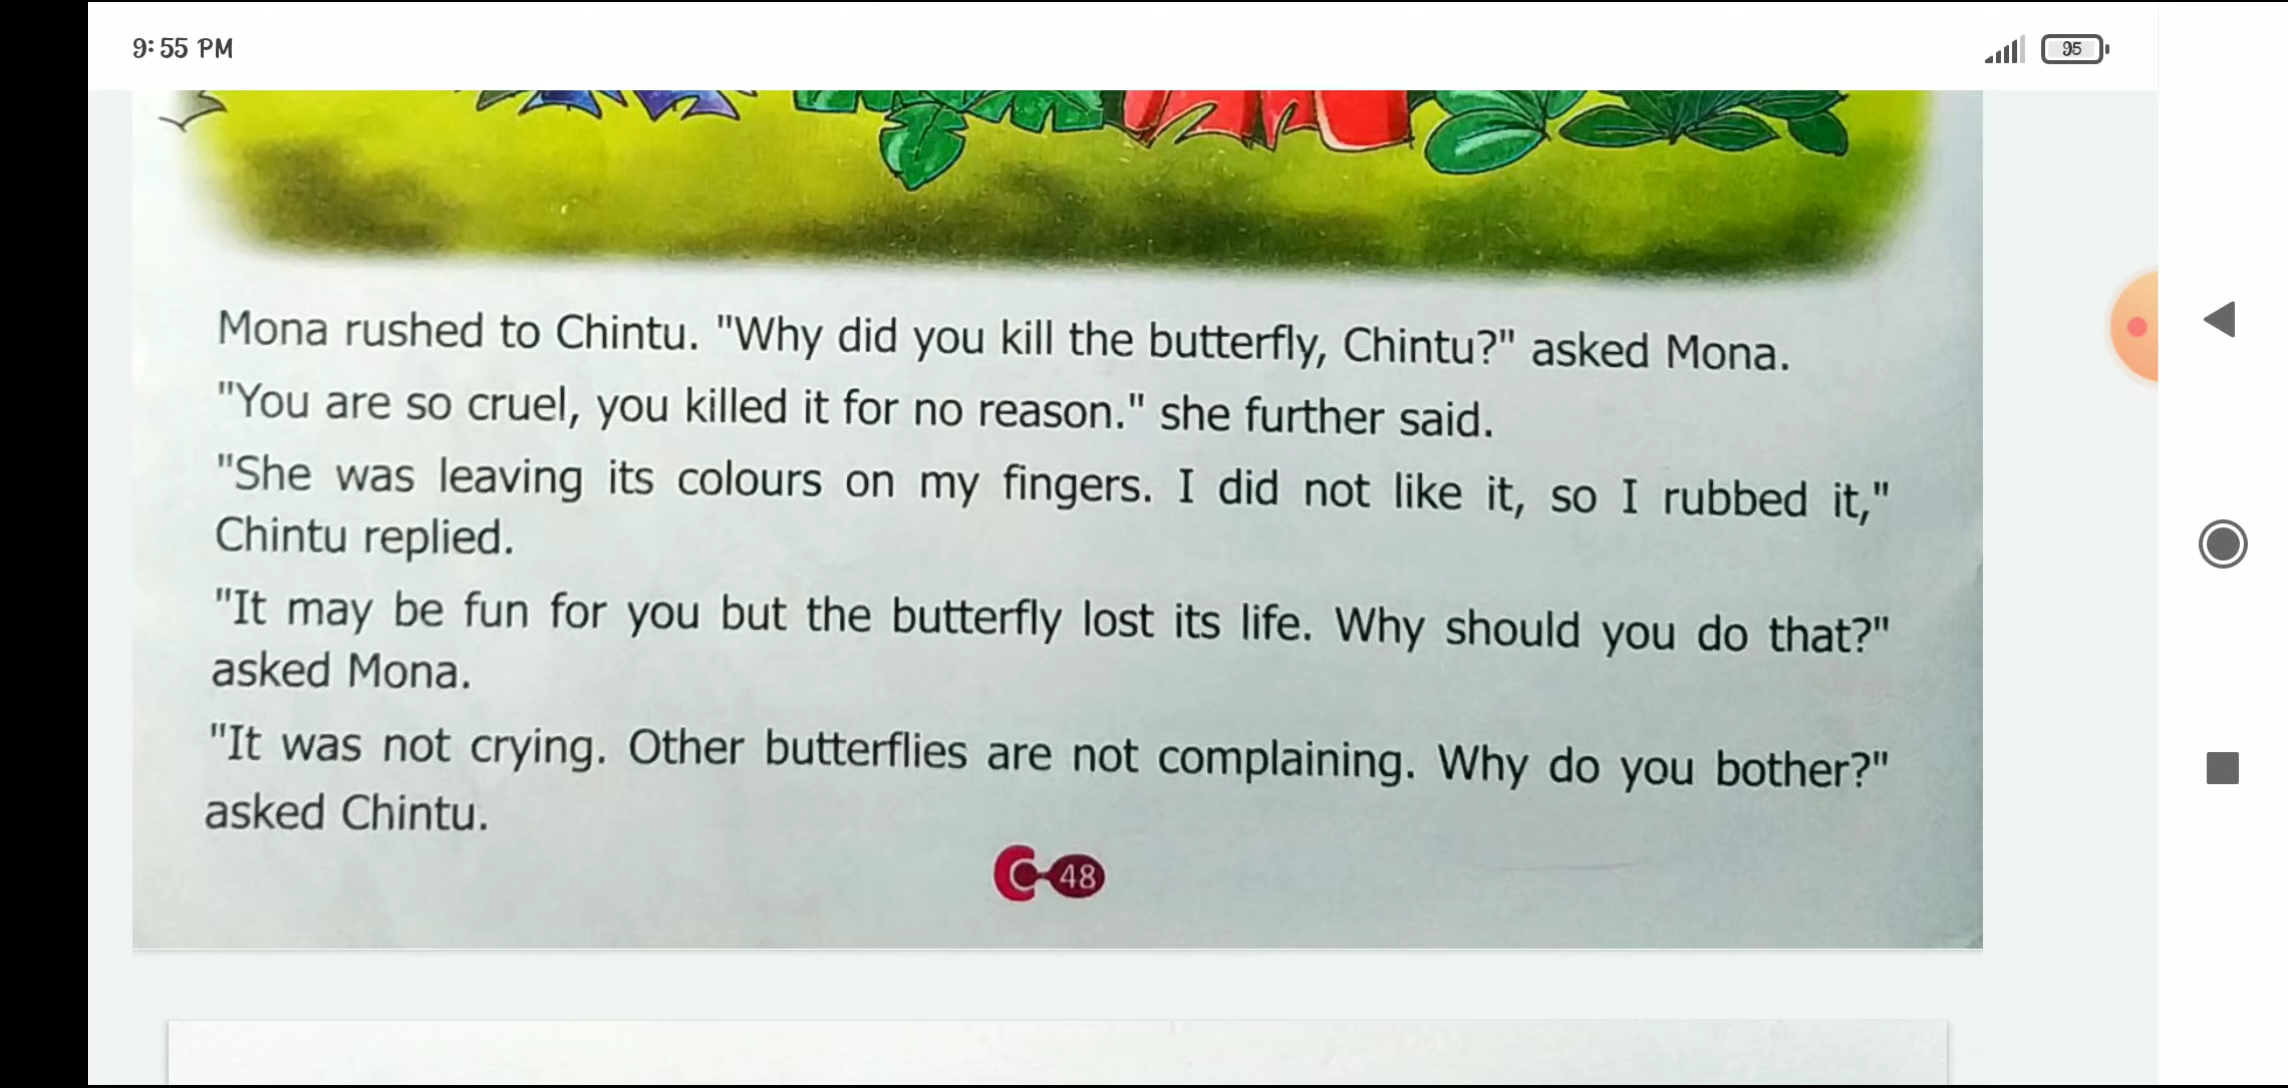 9:55 PM
95
Mona rushed to Chintu. "Why did you kill the butterfly, Chintu?" asked Mona.
"You are so cruel, you killed it for no reason." she further said.
"She was leaving its colours on my fingers. I did not like it, so I rubbed it,"
Chintu replied.
"It may be fun for you but the butterfly lost its life. Why should you do that?"
asked Mona.
"It was not crying. Other butterflies are not complaining. Why do you bother?"
asked Chintu.
48